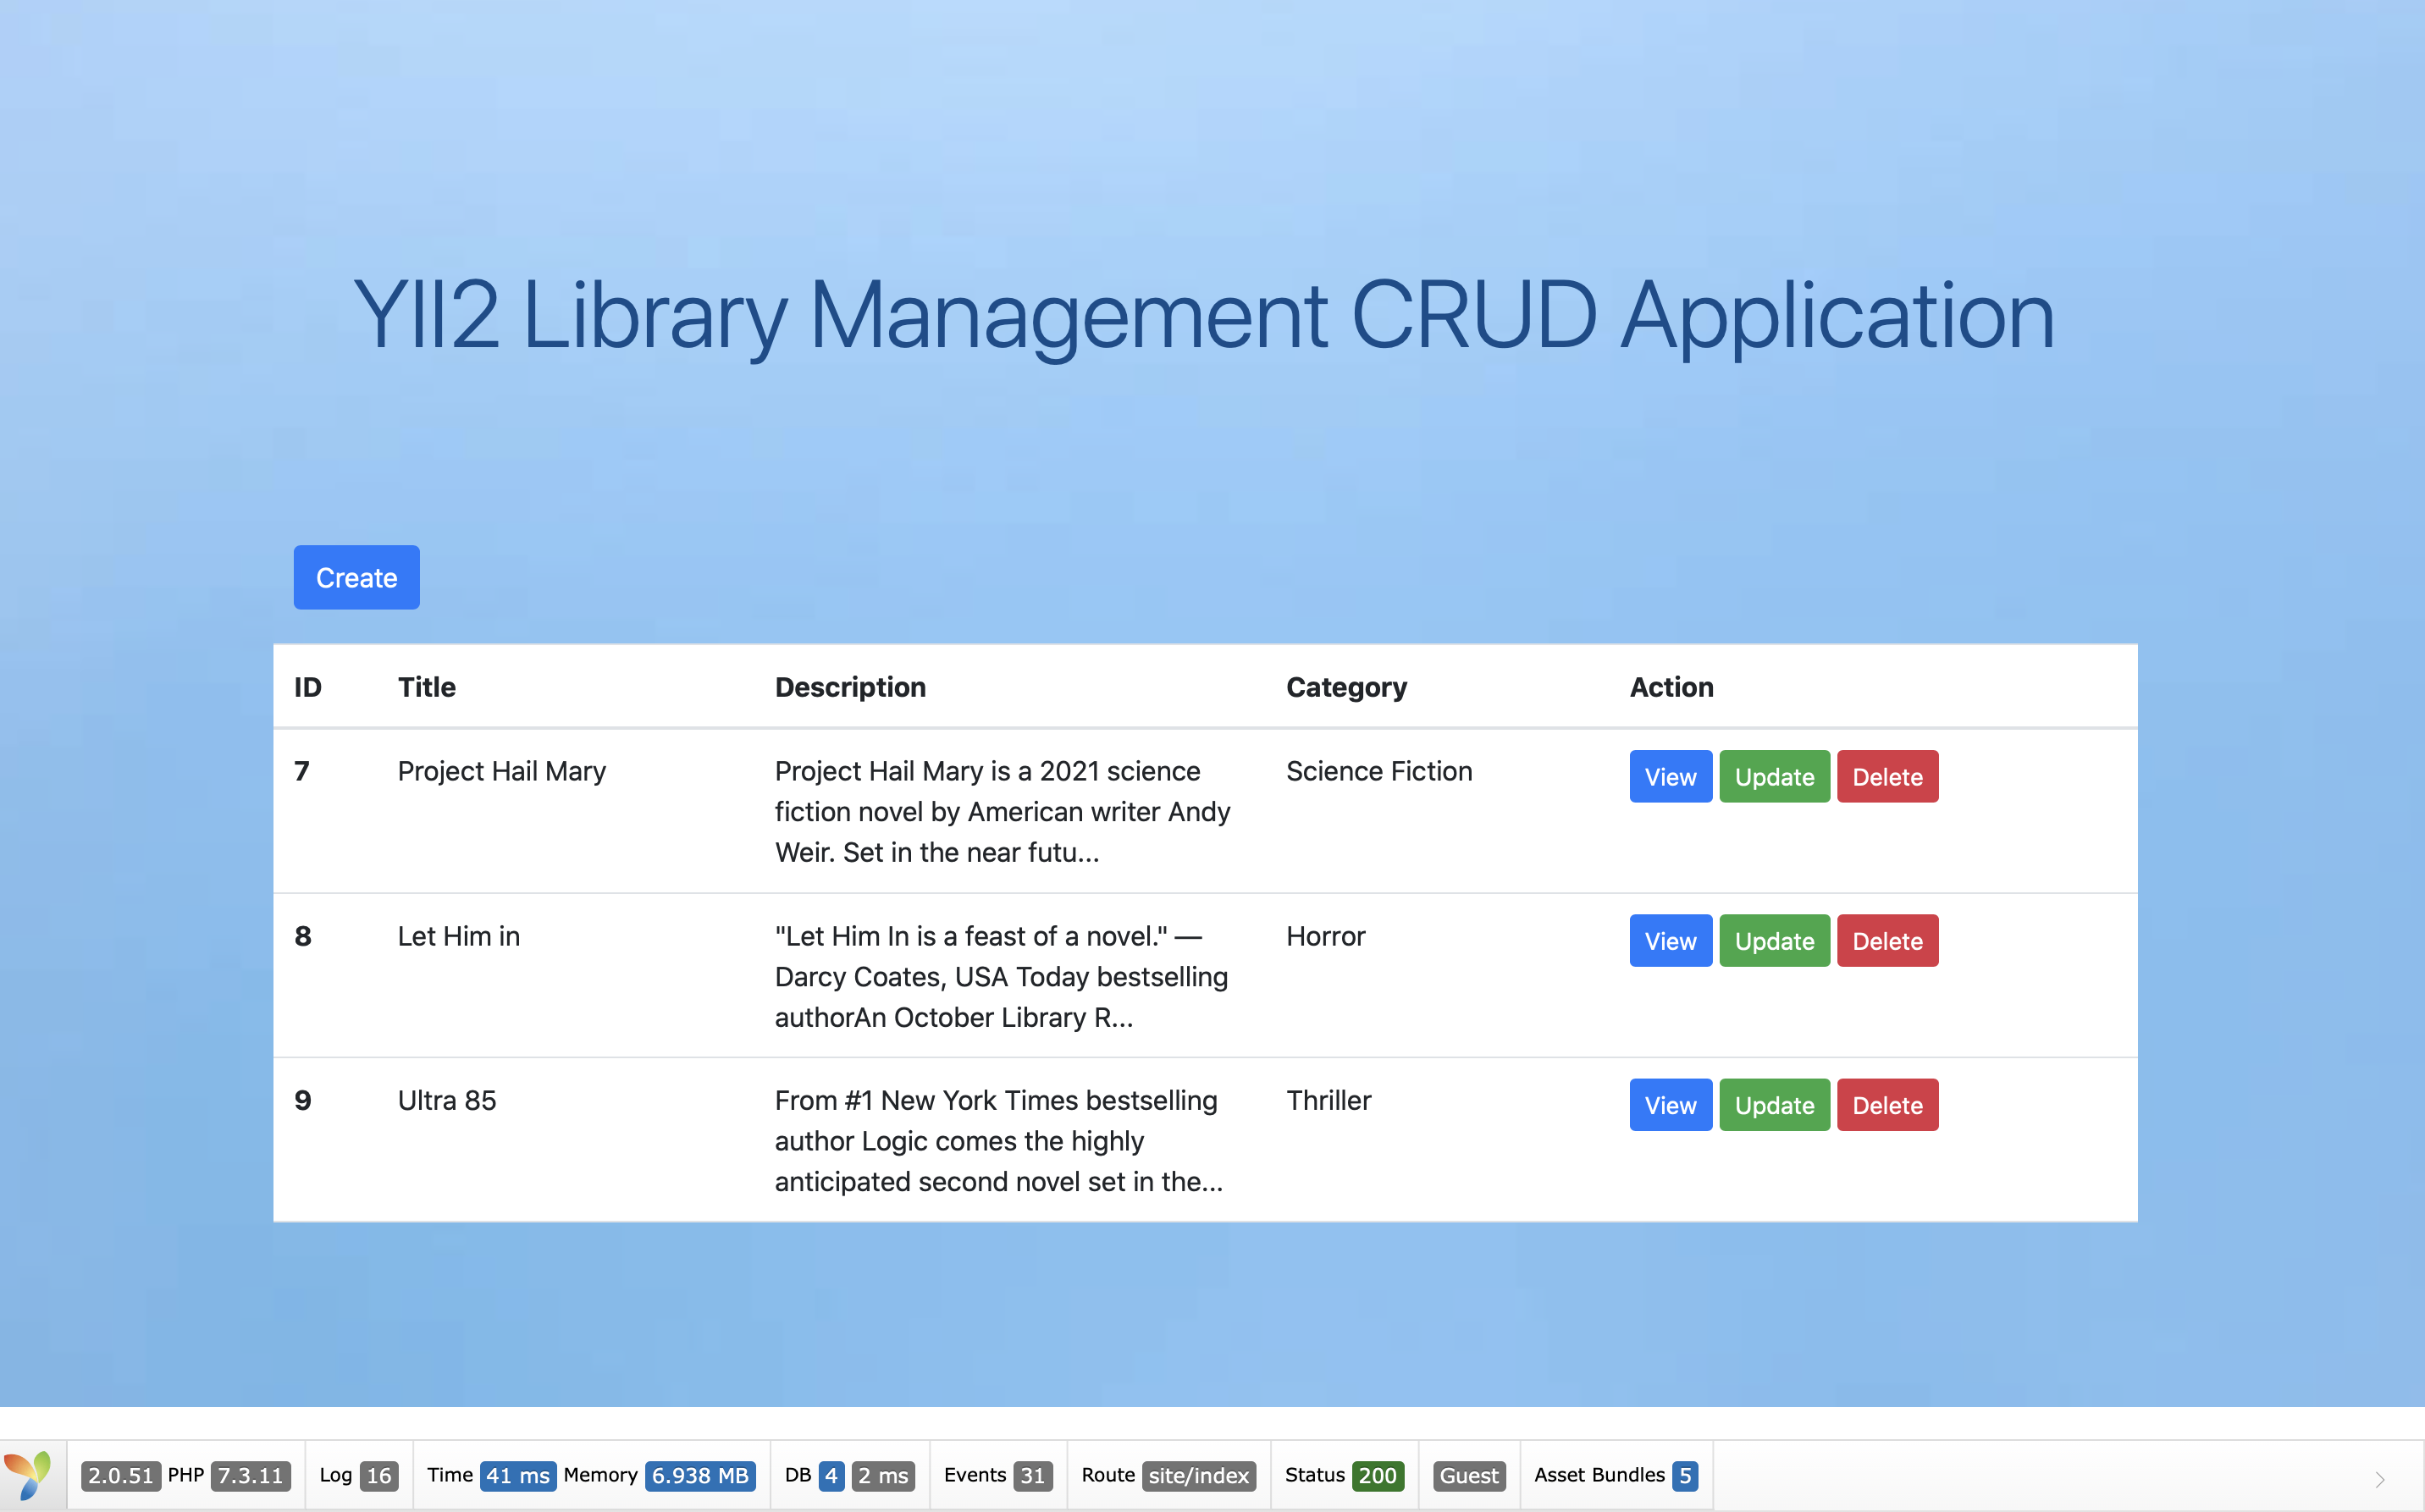 YII2 Library Management CRUD Application
Create
ID Title Description Category Action
7 Project Hail Mary Project Hail Mary is a 2021 science Science Fiction View Update Delete
fiction novel by American writer Andy
Weir. Set in the near futu...
8 Let Him in "Let Him In is a feast of a novel." — Horror View Update Delete
Darcy Coates, USA Today bestselling
authorAn October Library R...
9 Ultra 85 From #1 New York Times bestselling Thriller View Update Delete
author Logic comes the highly
anticipated second novel set in the...
2.0.51 PHP 7.3.11 Log 16 Time 41 ms Memory 6.938 MB DB 4 2 ms Events 31 Route site/index Status 200 Guest Asset Bundles 5